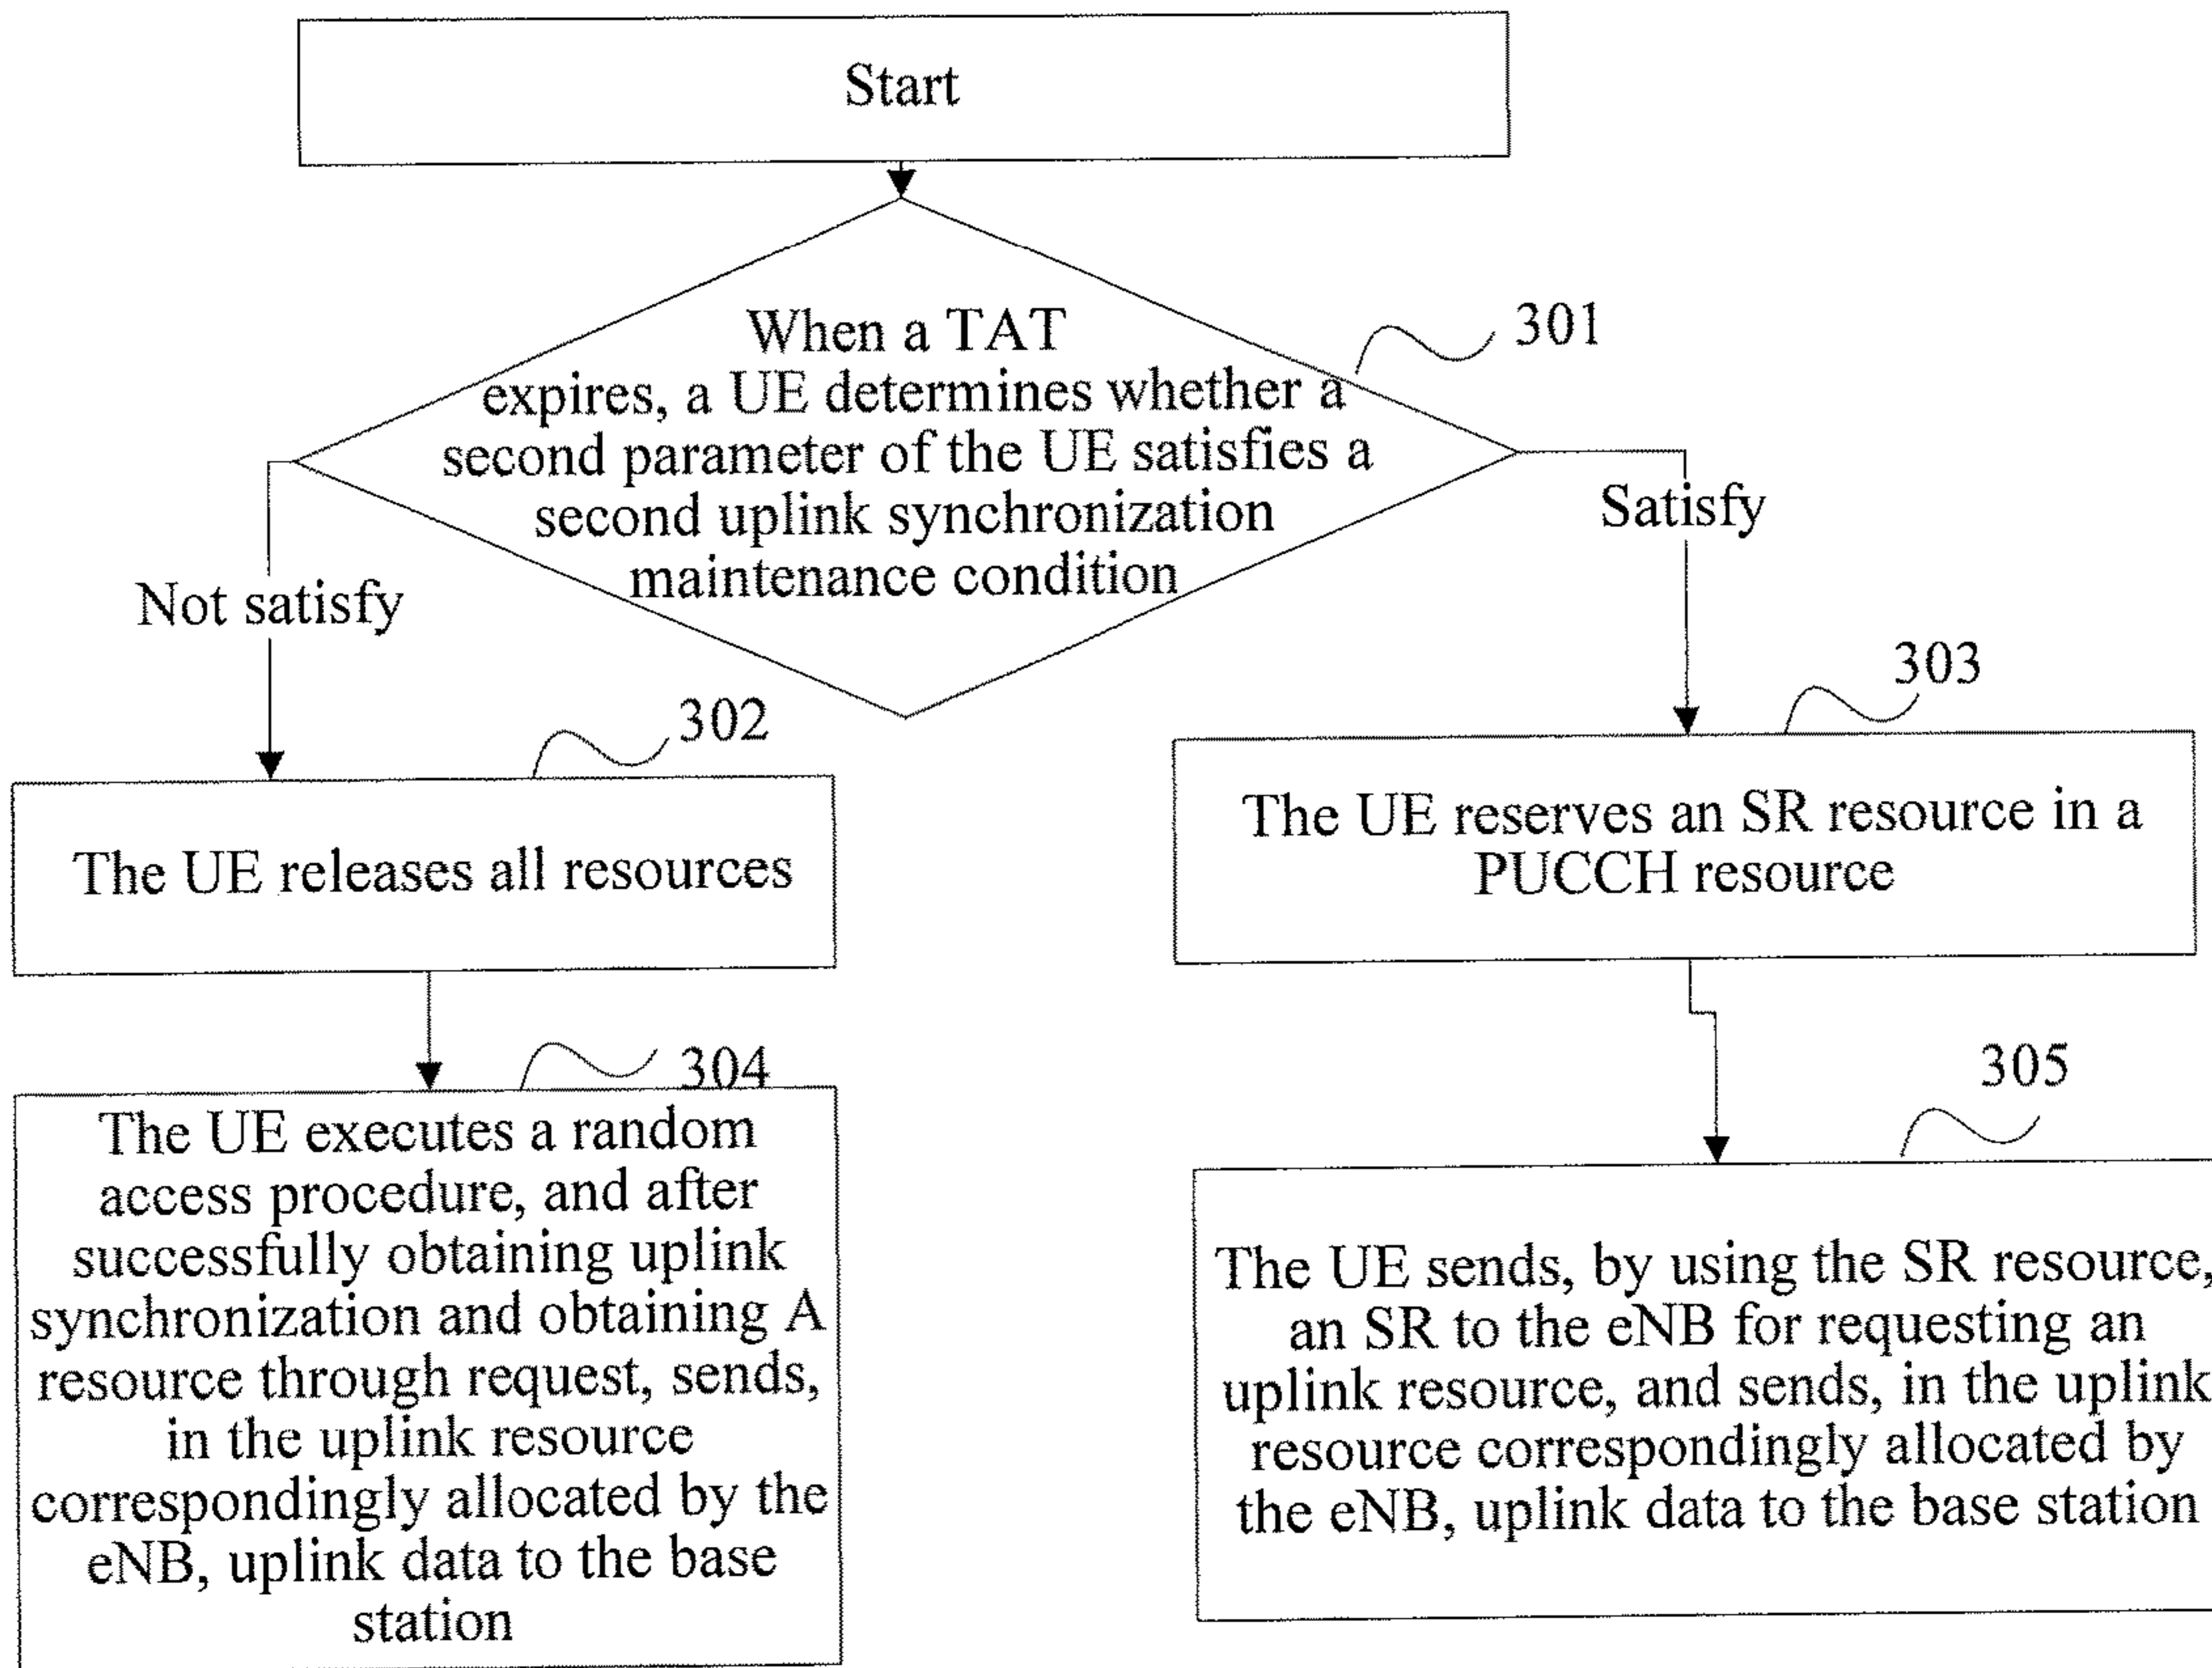 Start
When a TAT
expires, a UE determines whether a
second parameter of the UE satisfies a
second uplink synchronization
maintenance condition
301
Not satisfy
Satisfy
302
The UE releases all resources
303
The UE reserves an SR resource in a
PUCCH resource
304
The UE executes a random
access procedure, and after
successfully obtaining uplink
synchronization and obtaining A
resource through request, sends,
in the uplink resource
correspondingly allocated by the
eNB, uplink data to the base
station
305
The UE sends, by using the SR resource,
an SR to the eNB for requesting an
uplink resource, and sends, in the uplink
resource correspondingly allocated by
the eNB, uplink data to the base station